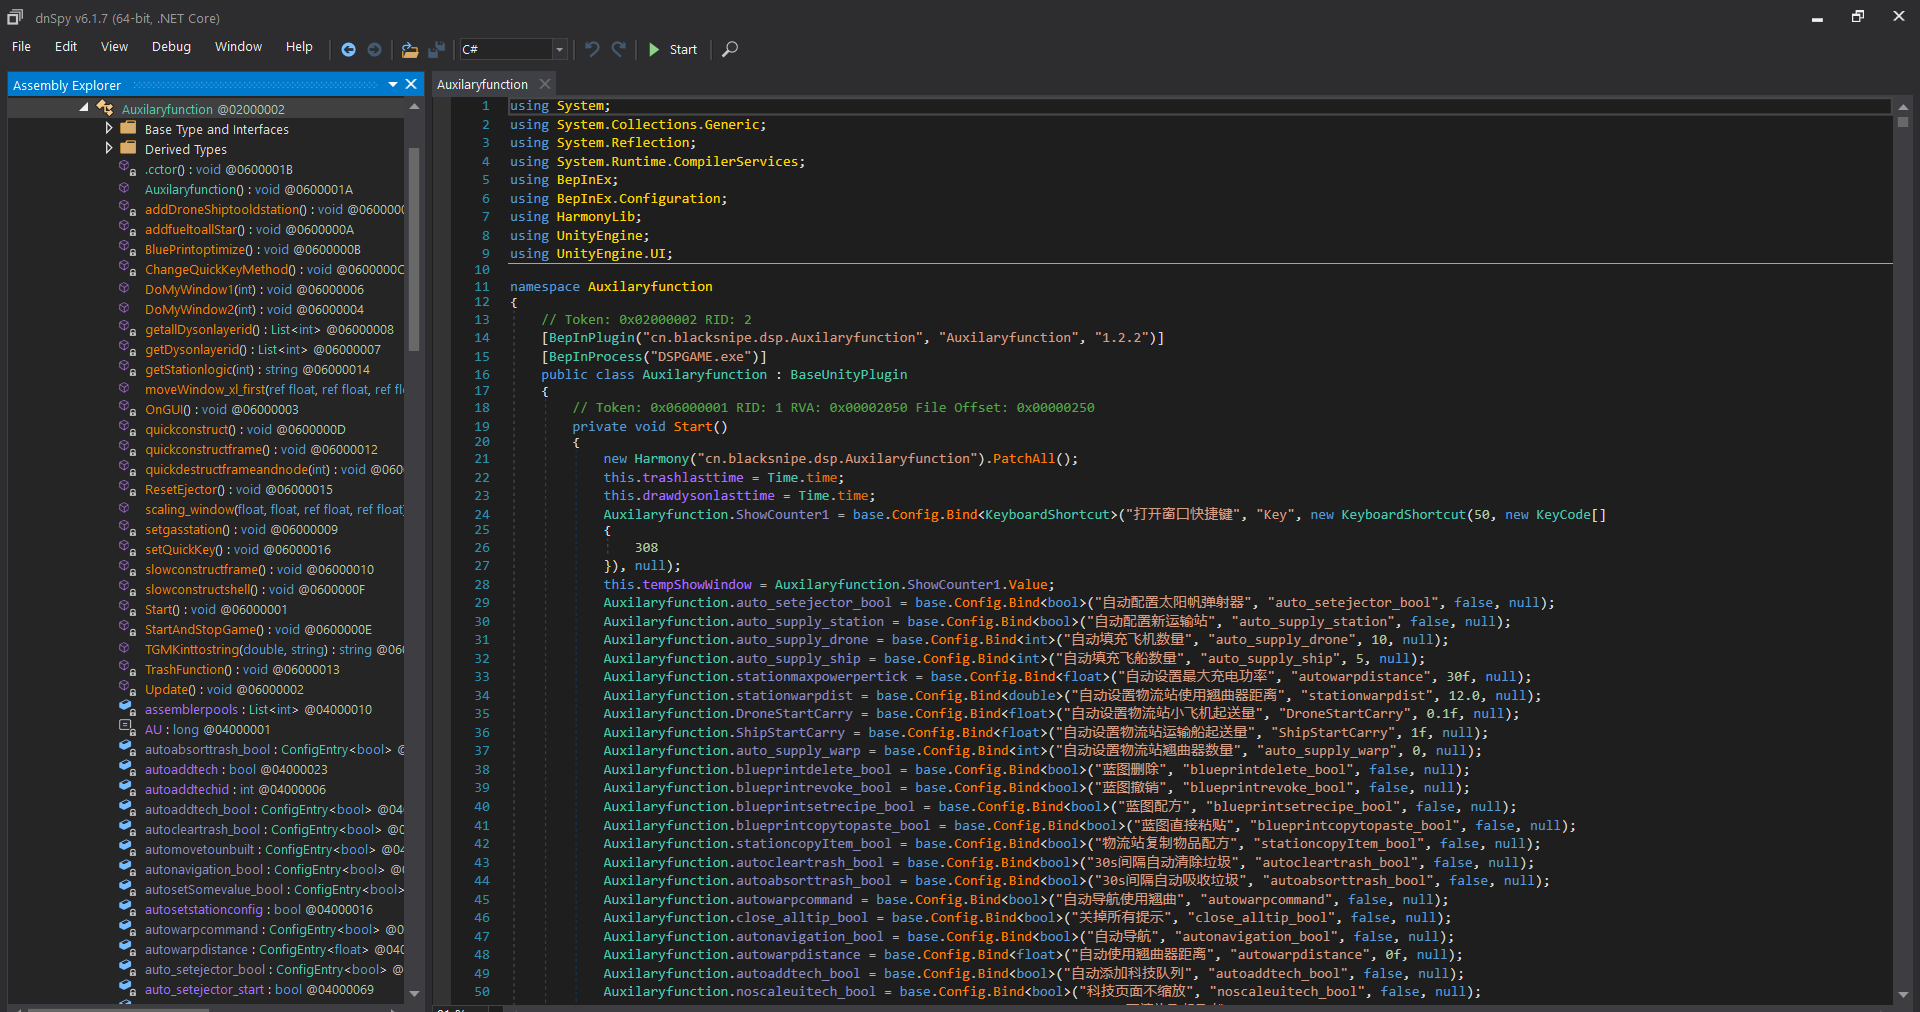 dnSpy v6.1.7 (64-bit, .NET Core)
File Edit View Debug Window Help C# Start
Assembly Explorer
Auxilaryfunction @02000002
Base Type and Interfaces
Derived Types
.cctor() : void @0600001B
Auxilaryfunction() : void @0600001A
addDroneShiptooldstation() : void @060000
addfueltoallStar() : void @0600000A
BluePrintoptimize() : void @0600000B
ChangeQuickKeyMethod() : void @0600000C
DoMyWindow1(int) : void @06000006
DoMyWindow2(int) : void @06000004
getallDysonlayerid() : List<int> @06000008
getDysonlayerid() : List<int> @06000007
getStationlogic(int) : string @06000014
moveWindow_xl_first(ref float, ref float, ref fl
OnGUI() : void @06000003
quickconstruct() : void @0600000D
quickconstructframe() : void @06000012
quickdestructframeandnode(int) : void @060
ResetEjector() : void @06000015
scaling_window(float, float, ref float, ref float)
setgasstation() : void @06000009
setQuickKey() : void @06000016
slowconstructframe() : void @06000010
slowconstructshell() : void @0600000F
Start() : void @06000001
StartAndStopGame() : void @0600000E
TGMKinttostring(double, string) : string @06
TrashFunction() : void @06000013
Update() : void @06000002
assemblerpools : List<int> @04000010
AU : long @04000001
autoabsorttrash_bool : ConfigEntry<bool> @
autoaddtech : bool @04000023
autoaddtechid : int @04000006
autoaddtech_bool : ConfigEntry<bool> @04
autocleartrash_bool : ConfigEntry<bool> @0
automovetounbuilt : ConfigEntry<bool> @04
autonavigation_bool : ConfigEntry<bool> @0
autosetSomevalue_bool : ConfigEntry<bool>
autosetstationconfig : bool @04000016
autowarpcommand : ConfigEntry<bool> @0
autowarpdistance : ConfigEntry<float> @04
auto_setejector_bool : ConfigEntry<bool> @
auto_setejector_start : bool @04000069
Auxilaryfunction
1 using System;
2 using System.Collections.Generic;
3 using System.Reflection;
4 using System.Runtime.CompilerServices;
5 using BepInEx;
6 using BepInEx.Configuration;
7 using HarmonyLib;
8 using UnityEngine;
9 using UnityEngine.UI;
10
11 namespace Auxilaryfunction
12 {
13 // Token: 0x02000002 RID: 2
14 [BepInPlugin("cn.blacksnipe.dsp.Auxilaryfunction", "Auxilaryfunction", "1.2.2")]
15 [BepInProcess("DSPGAME.exe")]
16 public class Auxilaryfunction : BaseUnityPlugin
17 {
18 // Token: 0x06000001 RID: 1 RVA: 0x00002050 File Offset: 0x00000250
19 private void Start()
20 {
21 new Harmony("cn.blacksnipe.dsp.Auxilaryfunction").PatchAll();
22 this.trashlasttime = Time.time;
23 this.drawdysonlasttime = Time.time;
24 Auxilaryfunction.ShowCounter1 = base.Config.Bind<KeyboardShortcut>("打开窗口快捷键", "Key", new KeyboardShortcut(50, new KeyCode[]
25 {
26 308
27 }), null);
28 this.tempShowWindow = Auxilaryfunction.ShowCounter1.Value;
29 Auxilaryfunction.auto_setejector_bool = base.Config.Bind<bool>("自动配置太阳帆弹射器", "auto_setejector_bool", false, null);
30 Auxilaryfunction.auto_supply_station = base.Config.Bind<bool>("自动配置新运输站", "auto_supply_station", false, null);
31 Auxilaryfunction.auto_supply_drone = base.Config.Bind<int>("自动填充飞机数量", "auto_supply_drone", 10, null);
32 Auxilaryfunction.auto_supply_ship = base.Config.Bind<int>("自动填充飞船数量", "auto_supply_ship", 5, null);
33 Auxilaryfunction.stationmaxpowerpertick = base.Config.Bind<float>("自动设置最大充电功率", "autowarpdistance", 30f, null);
34 Auxilaryfunction.stationwarpdist = base.Config.Bind<double>("自动设置物流站使用翘曲器距离", "stationwarpdist", 12.0, null);
35 Auxilaryfunction.DroneStartCarry = base.Config.Bind<float>("自动设置物流站小飞机起送量", "DroneStartCarry", 0.1f, null);
36 Auxilaryfunction.ShipStartCarry = base.Config.Bind<float>("自动设置物流站运输船起送量", "ShipStartCarry", 1f, null);
37 Auxilaryfunction.auto_supply_warp = base.Config.Bind<int>("自动设置物流站翘曲器数量", "auto_supply_warp", 0, null);
38 Auxilaryfunction.blueprintdelete_bool = base.Config.Bind<bool>("蓝图删除", "blueprintdelete_bool", false, null);
39 Auxilaryfunction.blueprintrevoke_bool = base.Config.Bind<bool>("蓝图撤销", "blueprintrevoke_bool", false, null);
40 Auxilaryfunction.blueprintsetrecipe_bool = base.Config.Bind<bool>("蓝图配方", "blueprintsetrecipe_bool", false, null);
41 Auxilaryfunction.blueprintcopytopaste_bool = base.Config.Bind<bool>("蓝图直接粘贴", "blueprintcopytopaste_bool", false, null);
42 Auxilaryfunction.stationcopyItem_bool = base.Config.Bind<bool>("物流站复制物品配方", "stationcopyItem_bool", false, null);
43 Auxilaryfunction.autocleartrash_bool = base.Config.Bind<bool>("30s间隔自动清除垃圾", "autocleartrash_bool", false, null);
44 Auxilaryfunction.autoabsorttrash_bool = base.Config.Bind<bool>("30s间隔自动吸收垃圾", "autoabsorttrash_bool", false, null);
45 Auxilaryfunction.autowarpcommand = base.Config.Bind<bool>("自动导航使用翘曲", "autowarpcommand", false, null);
46 Auxilaryfunction.close_alltip_bool = base.Config.Bind<bool>("关掉所有提示", "close_alltip_bool", false, null);
47 Auxilaryfunction.autonavigation_bool = base.Config.Bind<bool>("自动导航", "autonavigation_bool", false, null);
48 Auxilaryfunction.autowarpdistance = base.Config.Bind<float>("自动使用翘曲器距离", "autowarpdistance", 0f, null);
49 Auxilaryfunction.autoaddtech_bool = base.Config.Bind<bool>("自动添加科技队列", "autoaddtech_bool", false, null);
50 Auxilaryfunction.noscaleuitech_bool = base.Config.Bind<bool>("科技页面不缩放", "noscaleuitech_bool", false, null);